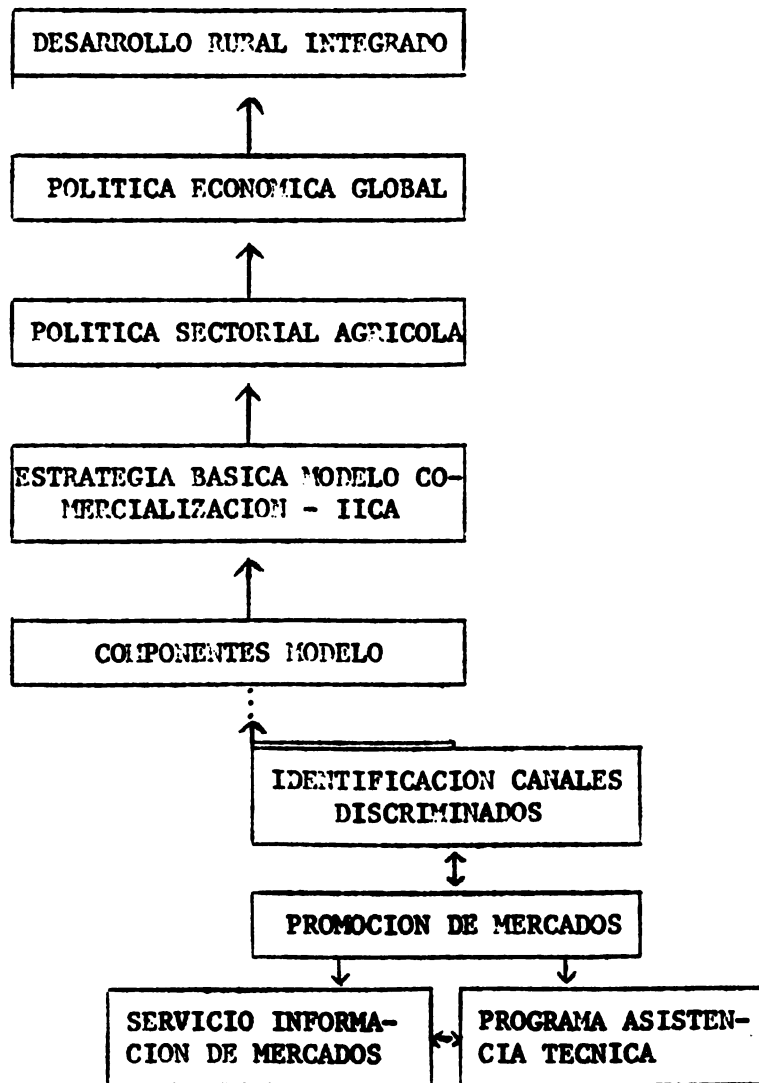 DESARROLLO RURAL INTEGRADO
POLITICA ECONOMICA GLOBAL
POLITICA SECTORIAL AGRICOLA
ESTRATEGIA BASICA MODELO CO-
MERCIALIZACION - IICA
COMPONENTES MODELO
IDENTIFICACION CANALES
DISCRIMINADOS
PROMOCION DE MERCADOS
SERVICIO INFORMA-
CION DE MERCADOS
PROGRAMA ASISTEN-
CIA TECNICA